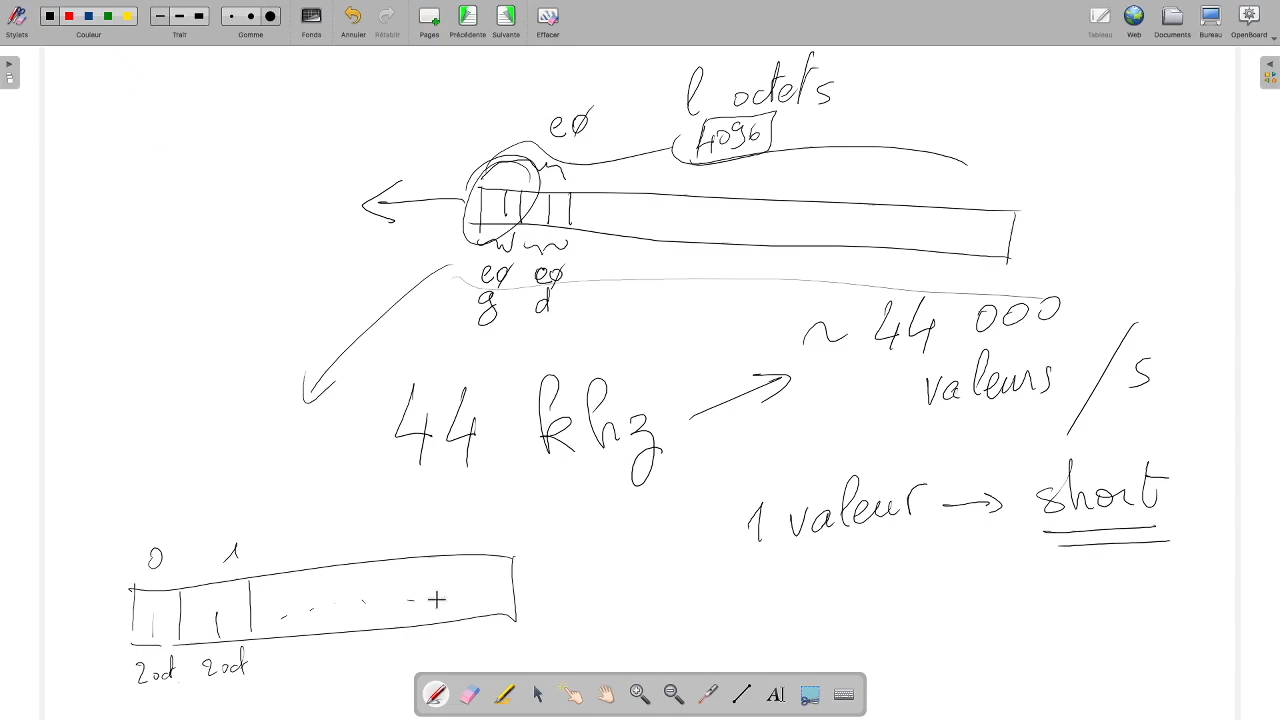 Stylets
Couleur
Trait
Gomme
Fonds
Annuler
Rétablir
Pages
Précédente
Suivante
Effacer
Tableau
Web
Documents
Bureau
OpenBoard
l octets
4096
e0
e0 e0
g d
~ 44 000
valeurs / s
44 khz
1 valeur → short
0 1
2 oct. 2 oct
AI